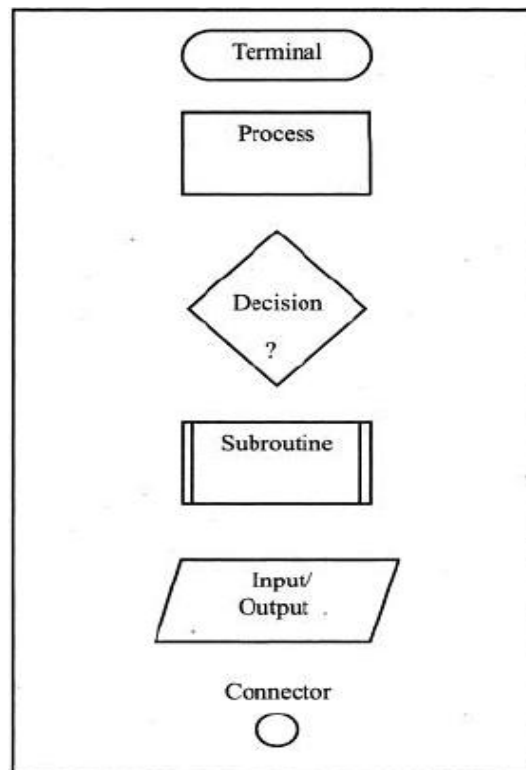 Terminal
Process
Decision
?
Subroutine
Input/
Output
Connector